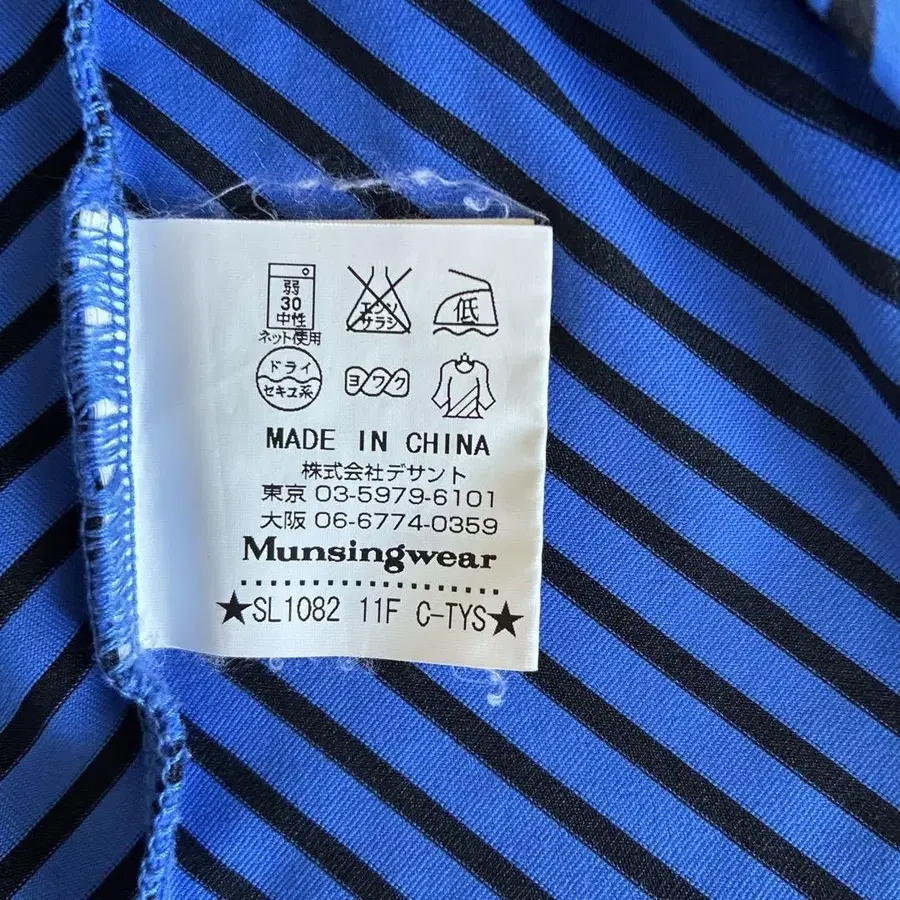 弱
30
中性
ネット使用
エンソ
サラシ
低
ドライ
セキユ系
ヨワク
MADE IN CHINA
株式会社デサント
東京 03-5979-6101
大阪 06-6774-0359
Munsingwear
★SL1082 11F C-TYS★